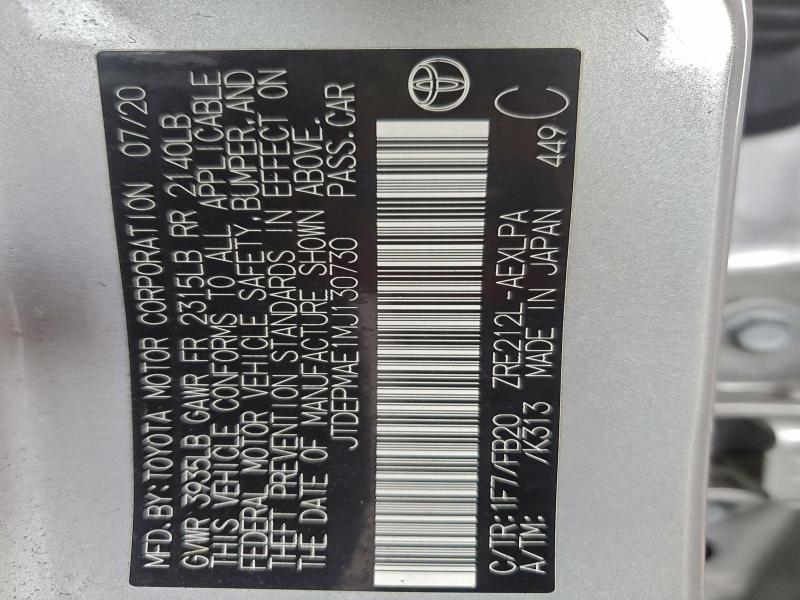 MFD.BY:TOYOTA MOTOR CORPORATION 07/20
GVWR 3935LB GAWR FR 2315LB RR 2140LB
THIS VEHICLE CONFORMS TO ALL APPLICABLE
FEDERAL MOTOR VEHICLE SAFETY,BUMPER,AND
THEFT PREVENTION STANDARDS IN EFFECT ON
THE DATE OF MANUFACTURE SHOWN ABOVE.
JTDEPMAE1MJ130730 PASS.CAR
C/TR:1F7/FB20 ZRE212L-AEXLPA 449 C
A/TM: /K313 MADE IN JAPAN